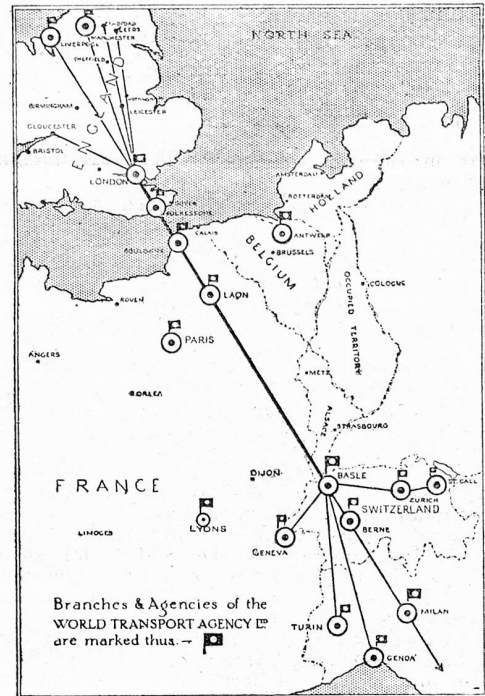 NORTH SEA
BRADFORD
LEEDS
MANCHESTER
LIVERPOOL
SHEFFIELD
ENGLAND
BIRMINGHAM
LEICESTER
GLOUCESTER
BRISTOL
LONDON
DOVER
FOLKESTONE
AMSTERDAM
ROTTERDAM
HOLLAND
CALAIS
BOULOGNE
ANTWERP
BRUSSELS
BELGIUM
OCCUPIED TERRITORY
COLOGNE
LAON
ROUEN
PARIS
METZ
ANGERS
ALSACE
STRASBOURG
DIJON
BASLE
ST. GALL
ZURICH
FRANCE
SWITZERLAND
LYONS
BERNE
LIMOGES
GENEVA
Branches & Agencies of the
WORLD TRANSPORT AGENCY LTD
are marked thus.—
MILAN
TURIN
GENOA